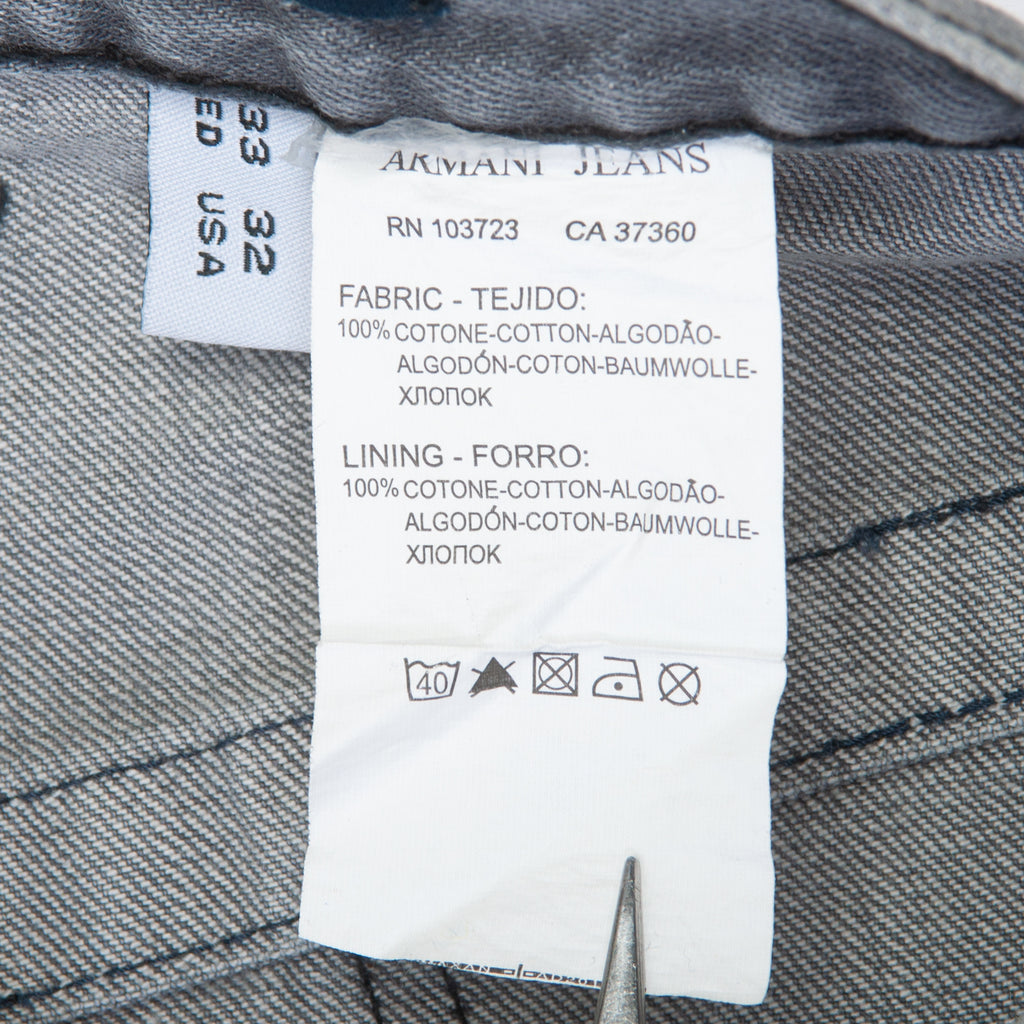 33 32
ED USA
ARMANI JEANS
RN 103723 CA 37360
FABRIC - TEJIDO:
100% COTONE-COTTON-ALGODÃO-
ALGODÓN-COTON-BAUMWOLLE-
ХЛОПОК
LINING - FORRO:
100% COTONE-COTTON-ALGODÃO-
ALGODÓN-COTON-BAUMWOLLE-
ХЛОПОК
40